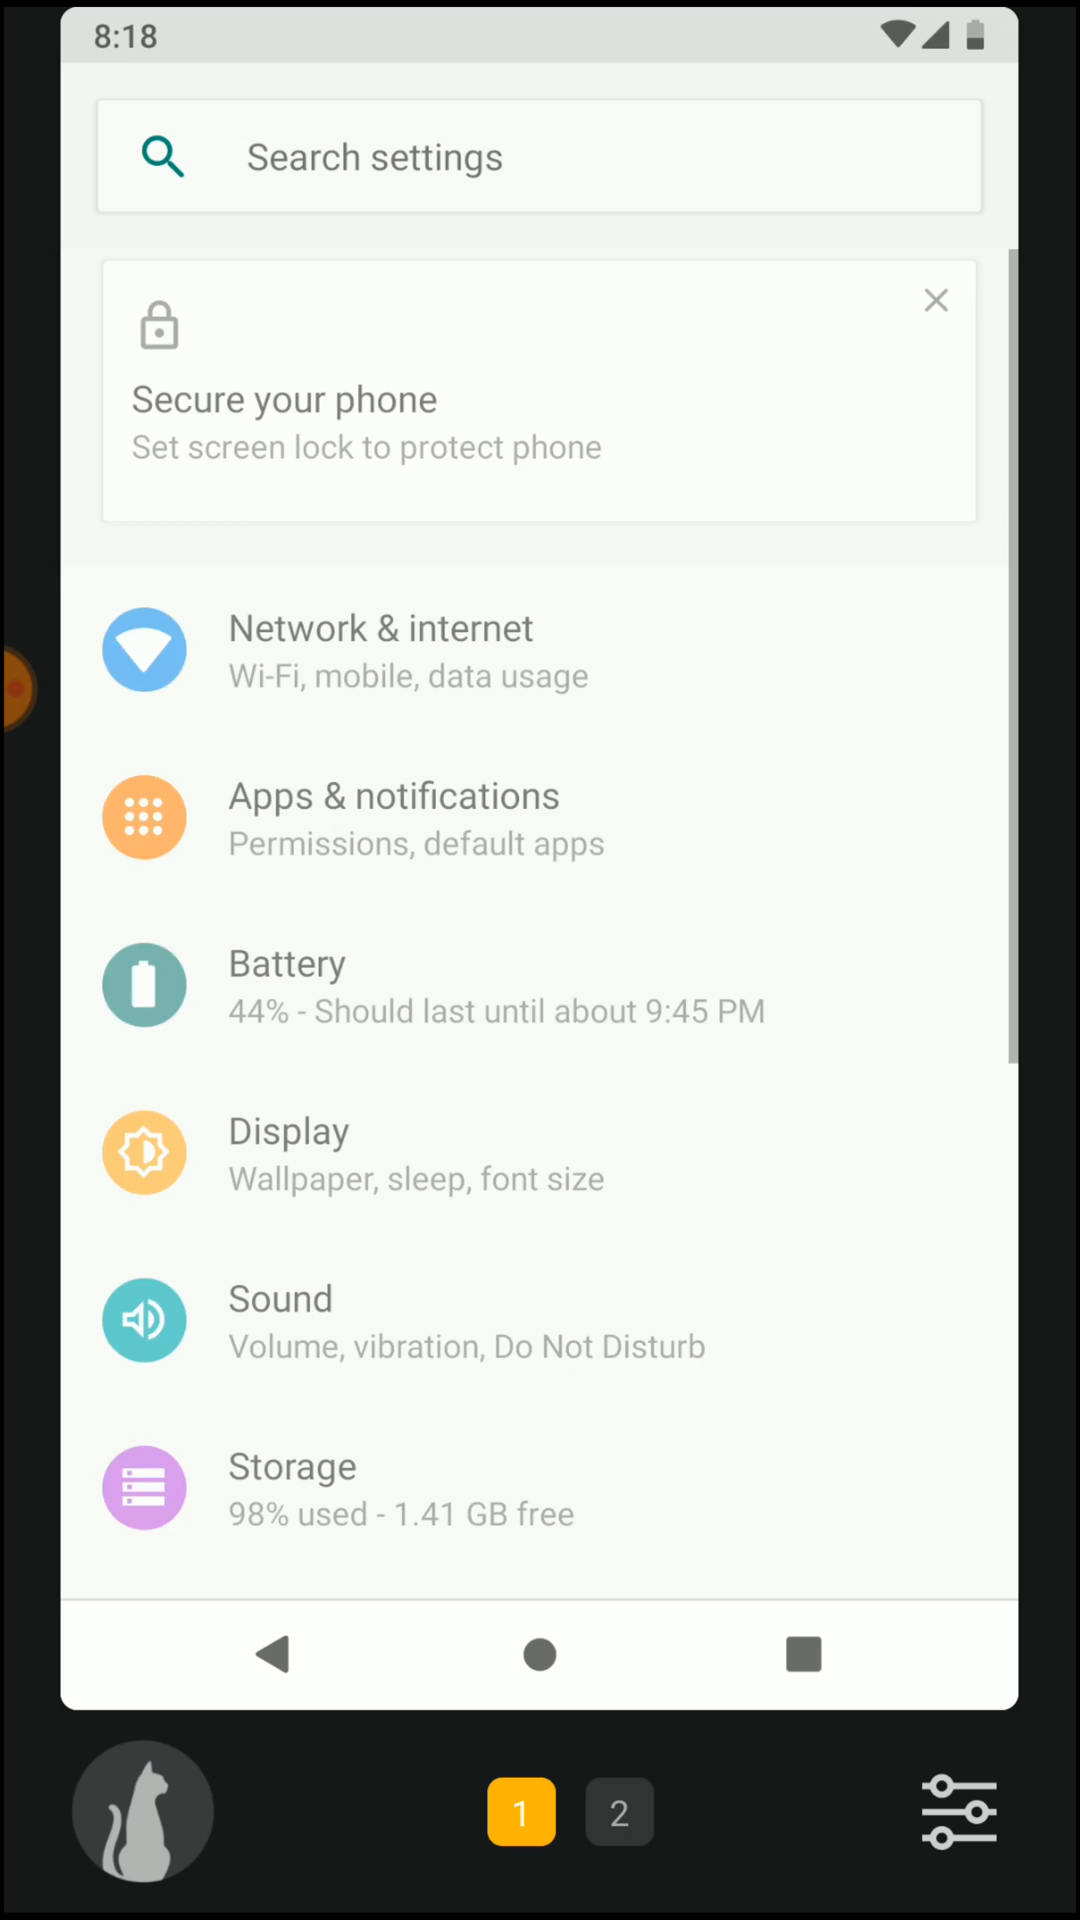 8:18
Search settings
Secure your phone
Set screen lock to protect phone
Network & internet
Wi-Fi, mobile, data usage
Apps & notifications
Permissions, default apps
Battery
44% - Should last until about 9:45 PM
Display
Wallpaper, sleep, font size
Sound
Volume, vibration, Do Not Disturb
Storage
98% used - 1.41 GB free
1 2